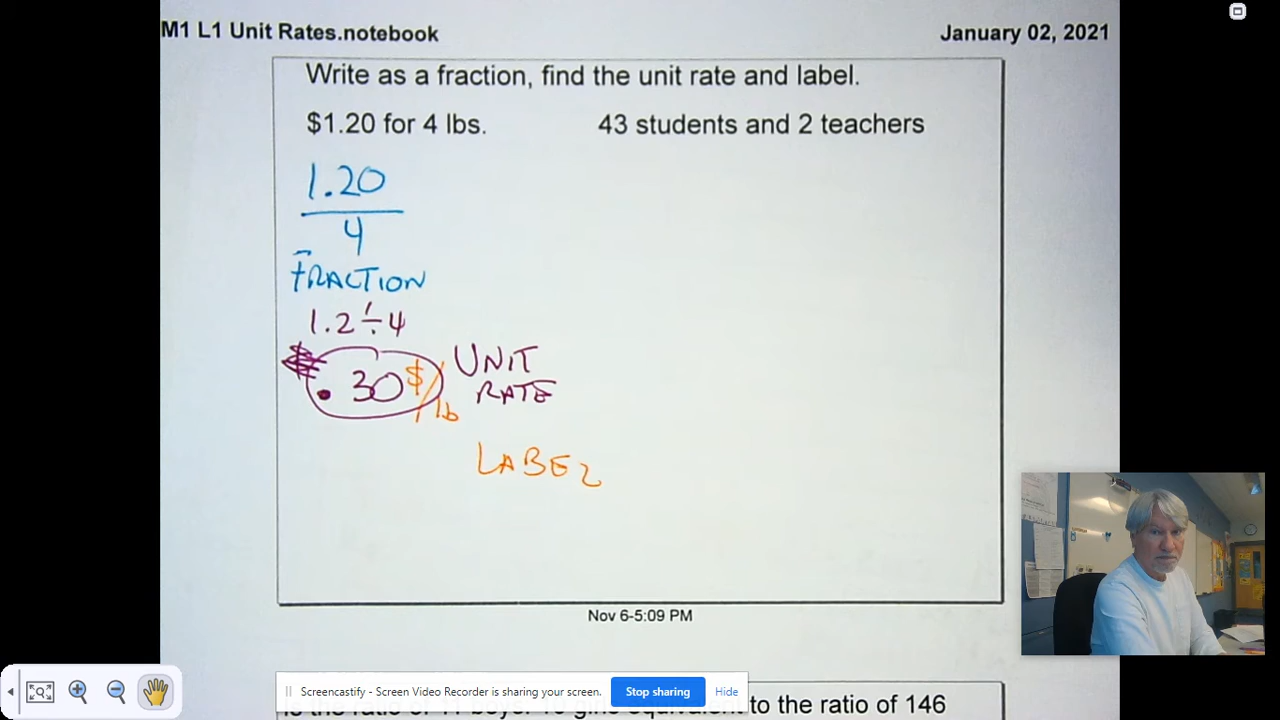 M1 L1 Unit Rates.notebook
January 02, 2021
Write as a fraction, find the unit rate and label.
$1.20 for 4 lbs.
43 students and 2 teachers
1.20
4
FRACTION
1.2 ÷ 4
.30 $/lb
UNIT
RATE
LABEL
Nov 6-5:09 PM
Screencastify - Screen Video Recorder is sharing your screen.
Stop sharing
Hide
to the ratio of 146